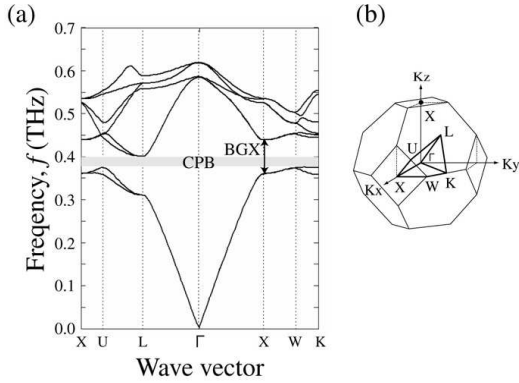 (a)
Freqency, f (THz)
0.7
0.6
0.5
0.4
0.3
0.2
0.1
0.0
CPB
BGX
X U L Γ X W K
Wave vector
(b)
Kz
X
L
U
Γ
Ky
Kx
X
W
K